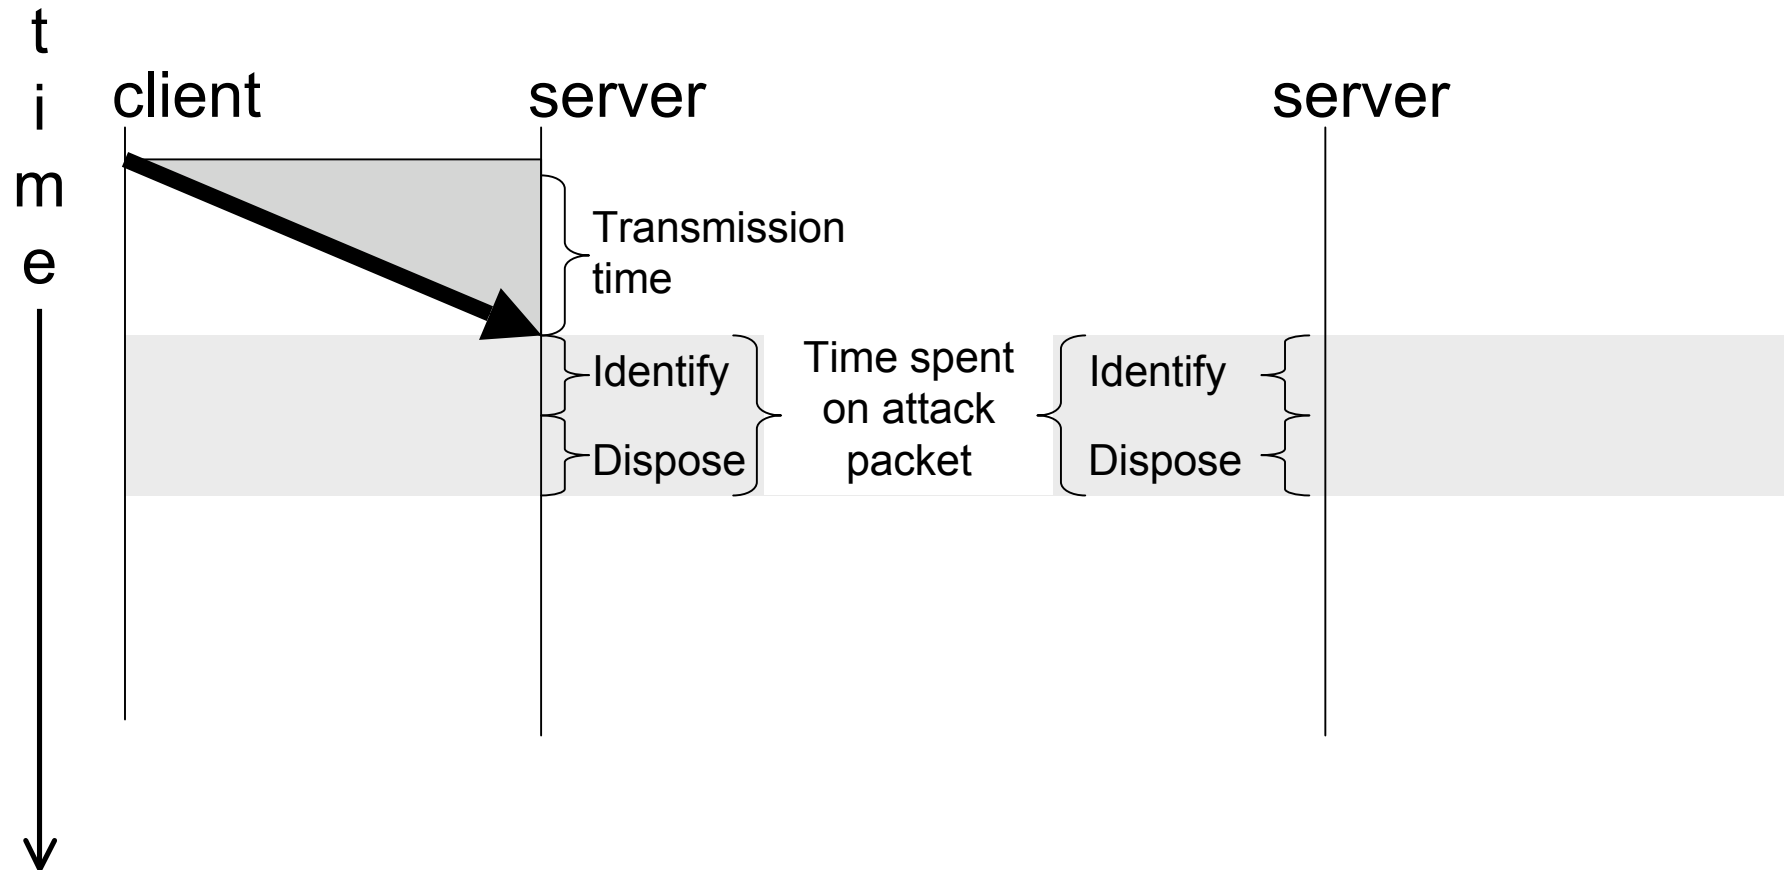 t
i
m
e
client
server
server
Transmission
time
Identify
Dispose
Time spent
on attack
packet
Identify
Dispose